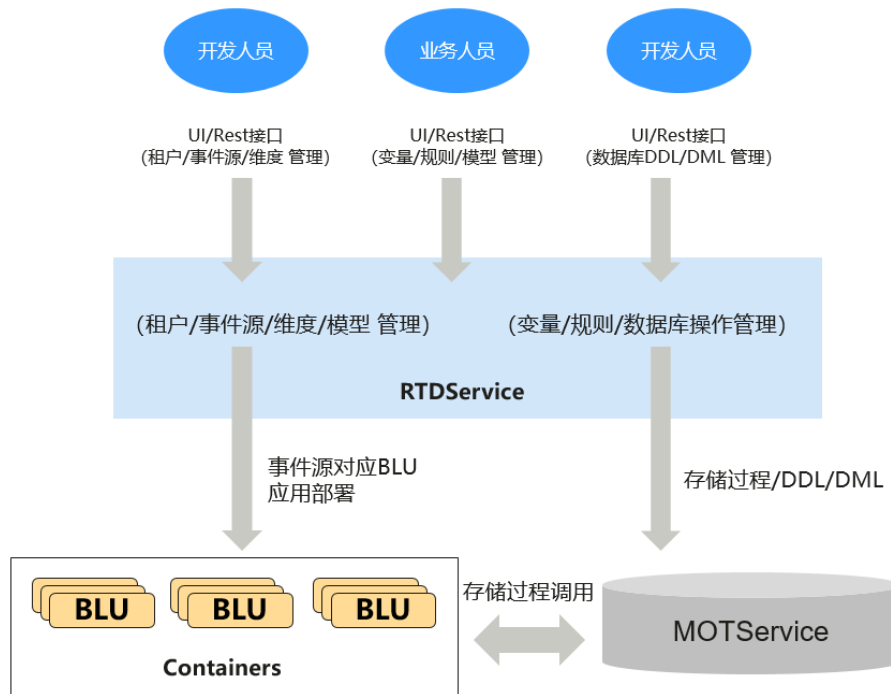 开发人员
业务人员
开发人员
UI/Rest接口
(租户/事件源/维度 管理)
UI/Rest接口
(变量/规则/模型 管理)
UI/Rest接口
(数据库DDL/DML 管理)
(租户/事件源/维度/模型 管理)
(变量/规则/数据库操作管理)
RTDService
事件源对应BLU
应用部署
存储过程/DDL/DML
BLU
BLU
BLU
Containers
存储过程调用
MOTService